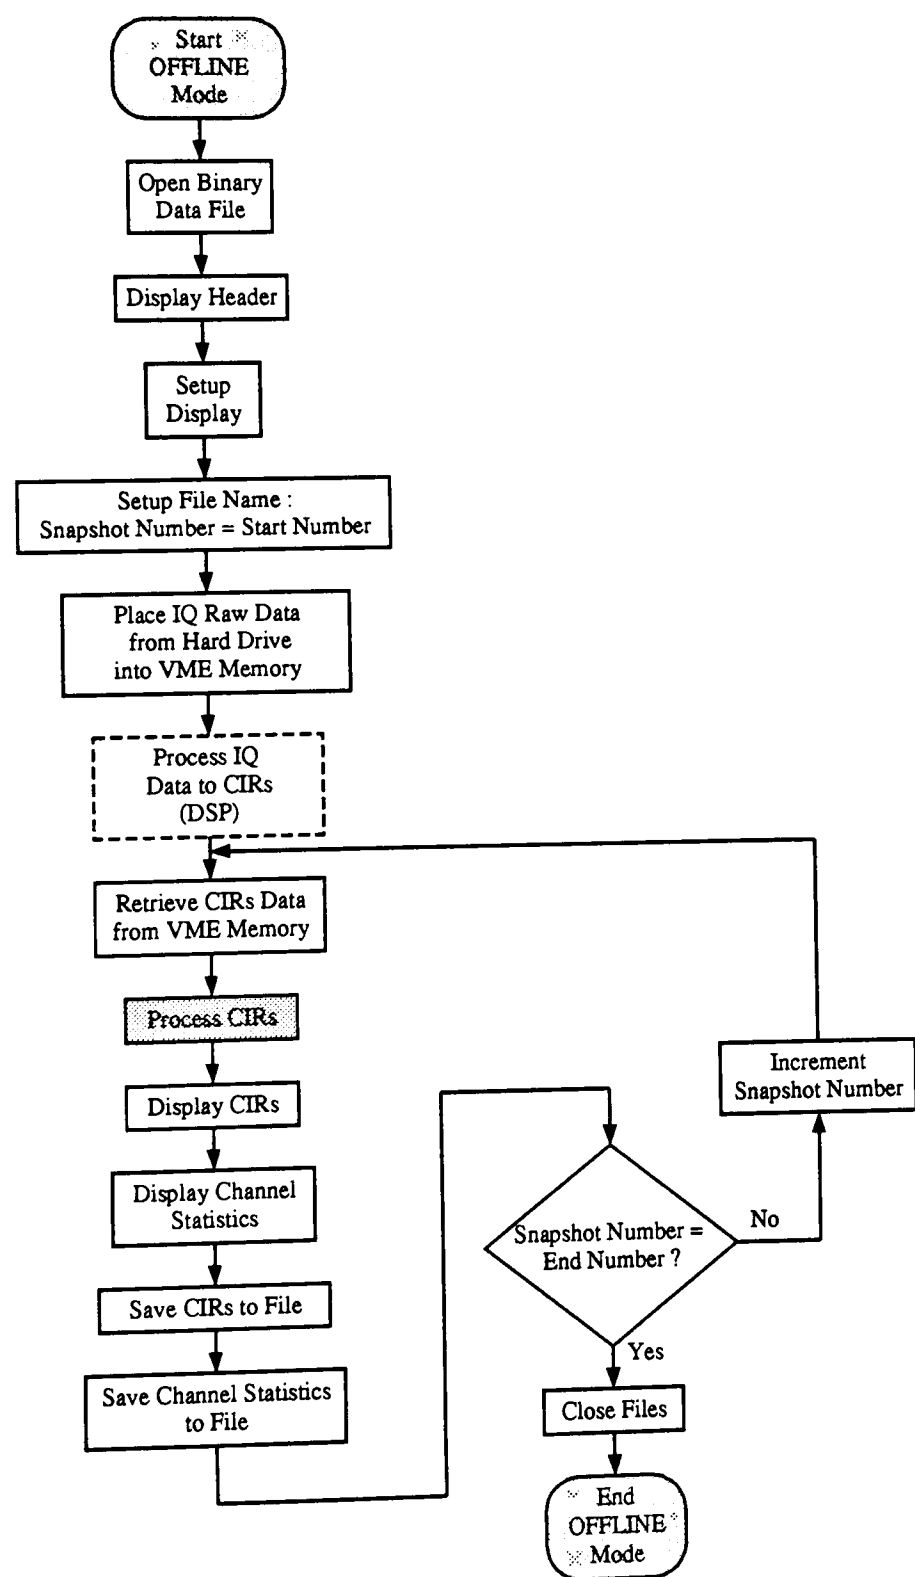 Start
OFFLINE
Mode
Open Binary
Data File
Display Header
Setup
Display
Setup File Name :
Snapshot Number = Start Number
Place IQ Raw Data
from Hard Drive
into VME Memory
Process IQ
Data to CIRs
(DSP)
Retrieve CIRs Data
from VME Memory
Process CIRs
Display CIRs
Display Channel
Statistics
Save CIRs to File
Save Channel Statistics
to File
Increment
Snapshot Number
Snapshot Number =
End Number ?
No
Yes
Close Files
End
OFFLINE
Mode